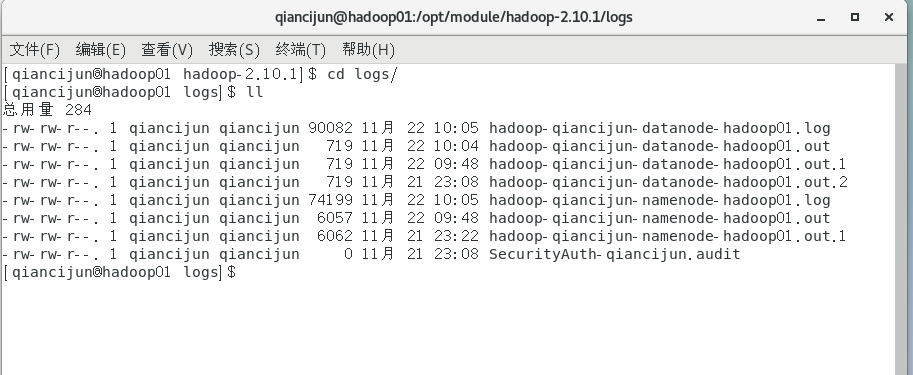 qiancijun@hadoop01:/opt/module/hadoop-2.10.1/logs
文件(F) 编辑(E) 查看(V) 搜索(S) 终端(T) 帮助(H)
[qiancijun@hadoop01 hadoop-2.10.1]$ cd logs/
[qiancijun@hadoop01 logs]$ ll
总用量 284
-rw-rw-r--. 1 qiancijun qiancijun 90082 11月 22 10:05 hadoop-qiancijun-datanode-hadoop01.log
-rw-rw-r--. 1 qiancijun qiancijun   719 11月 22 10:04 hadoop-qiancijun-datanode-hadoop01.out
-rw-rw-r--. 1 qiancijun qiancijun   719 11月 22 09:48 hadoop-qiancijun-datanode-hadoop01.out.1
-rw-rw-r--. 1 qiancijun qiancijun   719 11月 21 23:08 hadoop-qiancijun-datanode-hadoop01.out.2
-rw-rw-r--. 1 qiancijun qiancijun 74199 11月 22 10:05 hadoop-qiancijun-namenode-hadoop01.log
-rw-rw-r--. 1 qiancijun qiancijun  6057 11月 22 09:48 hadoop-qiancijun-namenode-hadoop01.out
-rw-rw-r--. 1 qiancijun qiancijun  6062 11月 21 23:22 hadoop-qiancijun-namenode-hadoop01.out.1
-rw-rw-r--. 1 qiancijun qiancijun     0 11月 21 23:08 SecurityAuth-qiancijun.audit
[qiancijun@hadoop01 logs]$